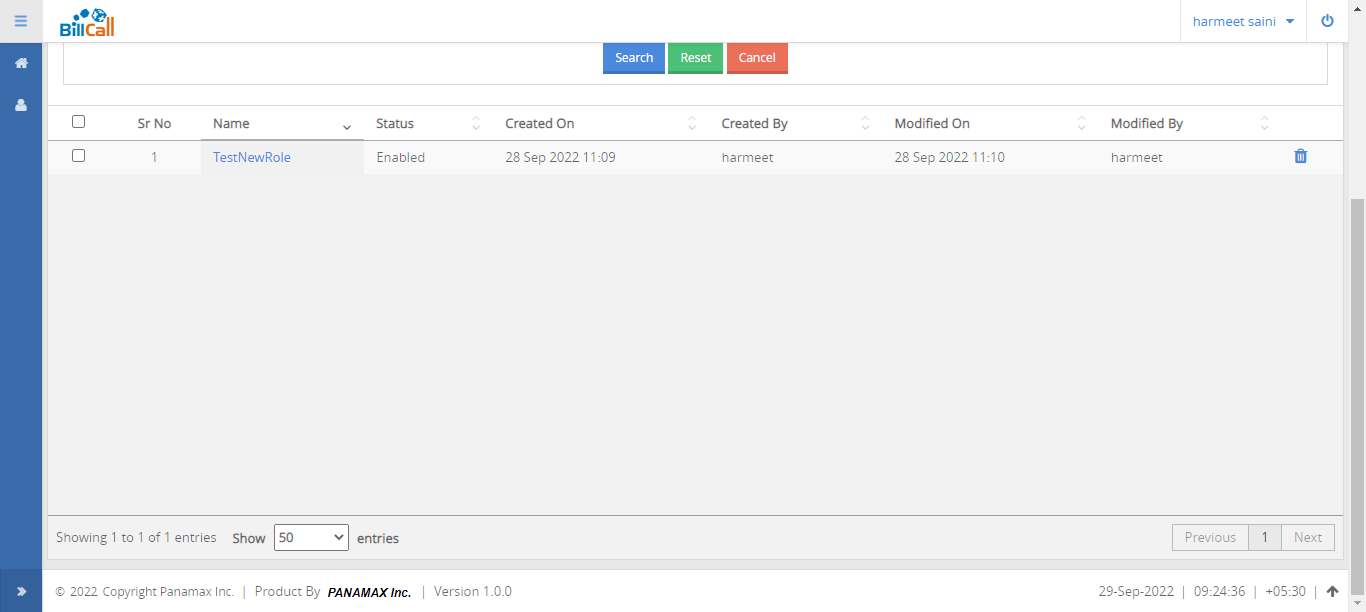 BillCall
harmeet saini
Search Reset Cancel
Sr No Name Status Created On Created By Modified On Modified By
1 TestNewRole Enabled 28 Sep 2022 11:09 harmeet 28 Sep 2022 11:10 harmeet
Showing 1 to 1 of 1 entries Show 50 entries Previous 1 Next
© 2022 Copyright Panamax Inc. | Product By PANAMAX Inc. | Version 1.0.0 29-Sep-2022 | 09:24:36 | +05:30 |